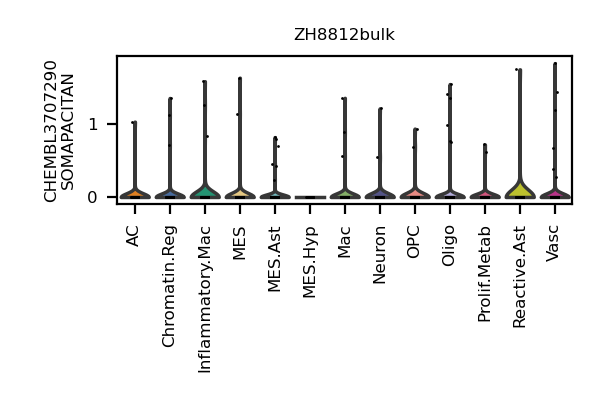 ZH8812bulk
CHEMBL3707290
SOMAPACITAN
1
0
AC
Chromatin.Reg
Inflammatory.Mac
MES
MES.Ast
MES.Hyp
Mac
Neuron
OPC
Oligo
Prolif.Metab
Reactive.Ast
Vasc